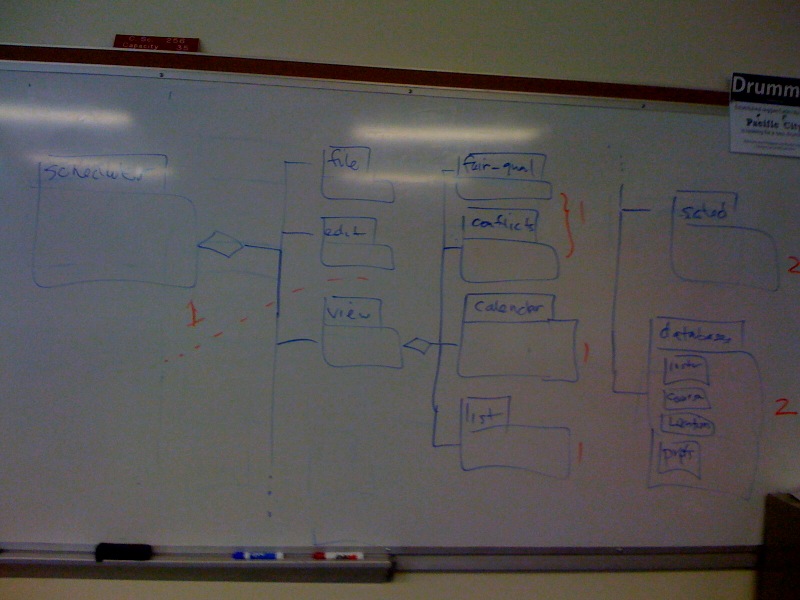 Capacity 35
Drumm
Pacific Cit
scheduler
file
edit
view
1
fair-qual
conflicts
1
calendar
1
list
1
sched
2
databases
instr
course
location
prefs
2